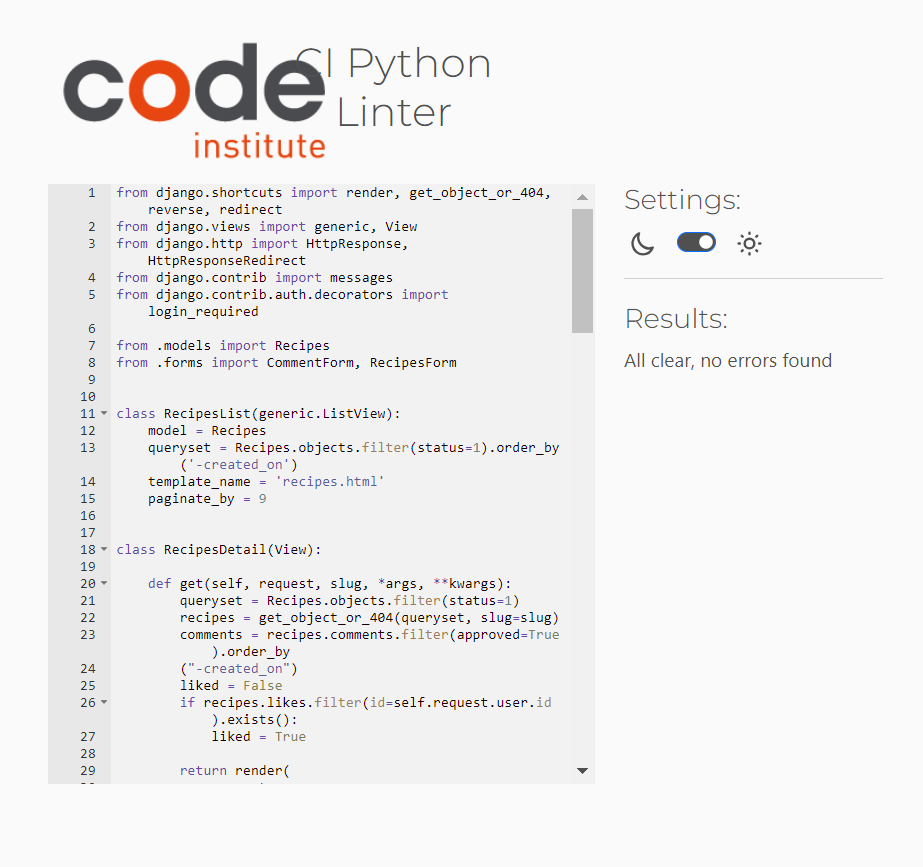 code
institute
CI Python
Linter
1 from django.shortcuts import render, get_object_or_404,
reverse, redirect
2 from django.views import generic, View
3 from django.http import HttpResponse,
HttpResponseRedirect
4 from django.contrib import messages
5 from django.contrib.auth.decorators import
login_required
6
7 from .models import Recipes
8 from .forms import CommentForm, RecipesForm
9
10
11 class RecipesList(generic.ListView):
12 model = Recipes
13 queryset = Recipes.objects.filter(status=1).order_by
('-created_on')
14 template_name = 'recipes.html'
15 paginate_by = 9
16
17
18 class RecipesDetail(View):
19
20 def get(self, request, slug, *args, **kwargs):
21 queryset = Recipes.objects.filter(status=1)
22 recipes = get_object_or_404(queryset, slug=slug)
23 comments = recipes.comments.filter(approved=True
).order_by
24 ("-created_on")
25 liked = False
26 if recipes.likes.filter(id=self.request.user.id
).exists():
27 liked = True
28
29 return render(
Settings:
Results:
All clear, no errors found